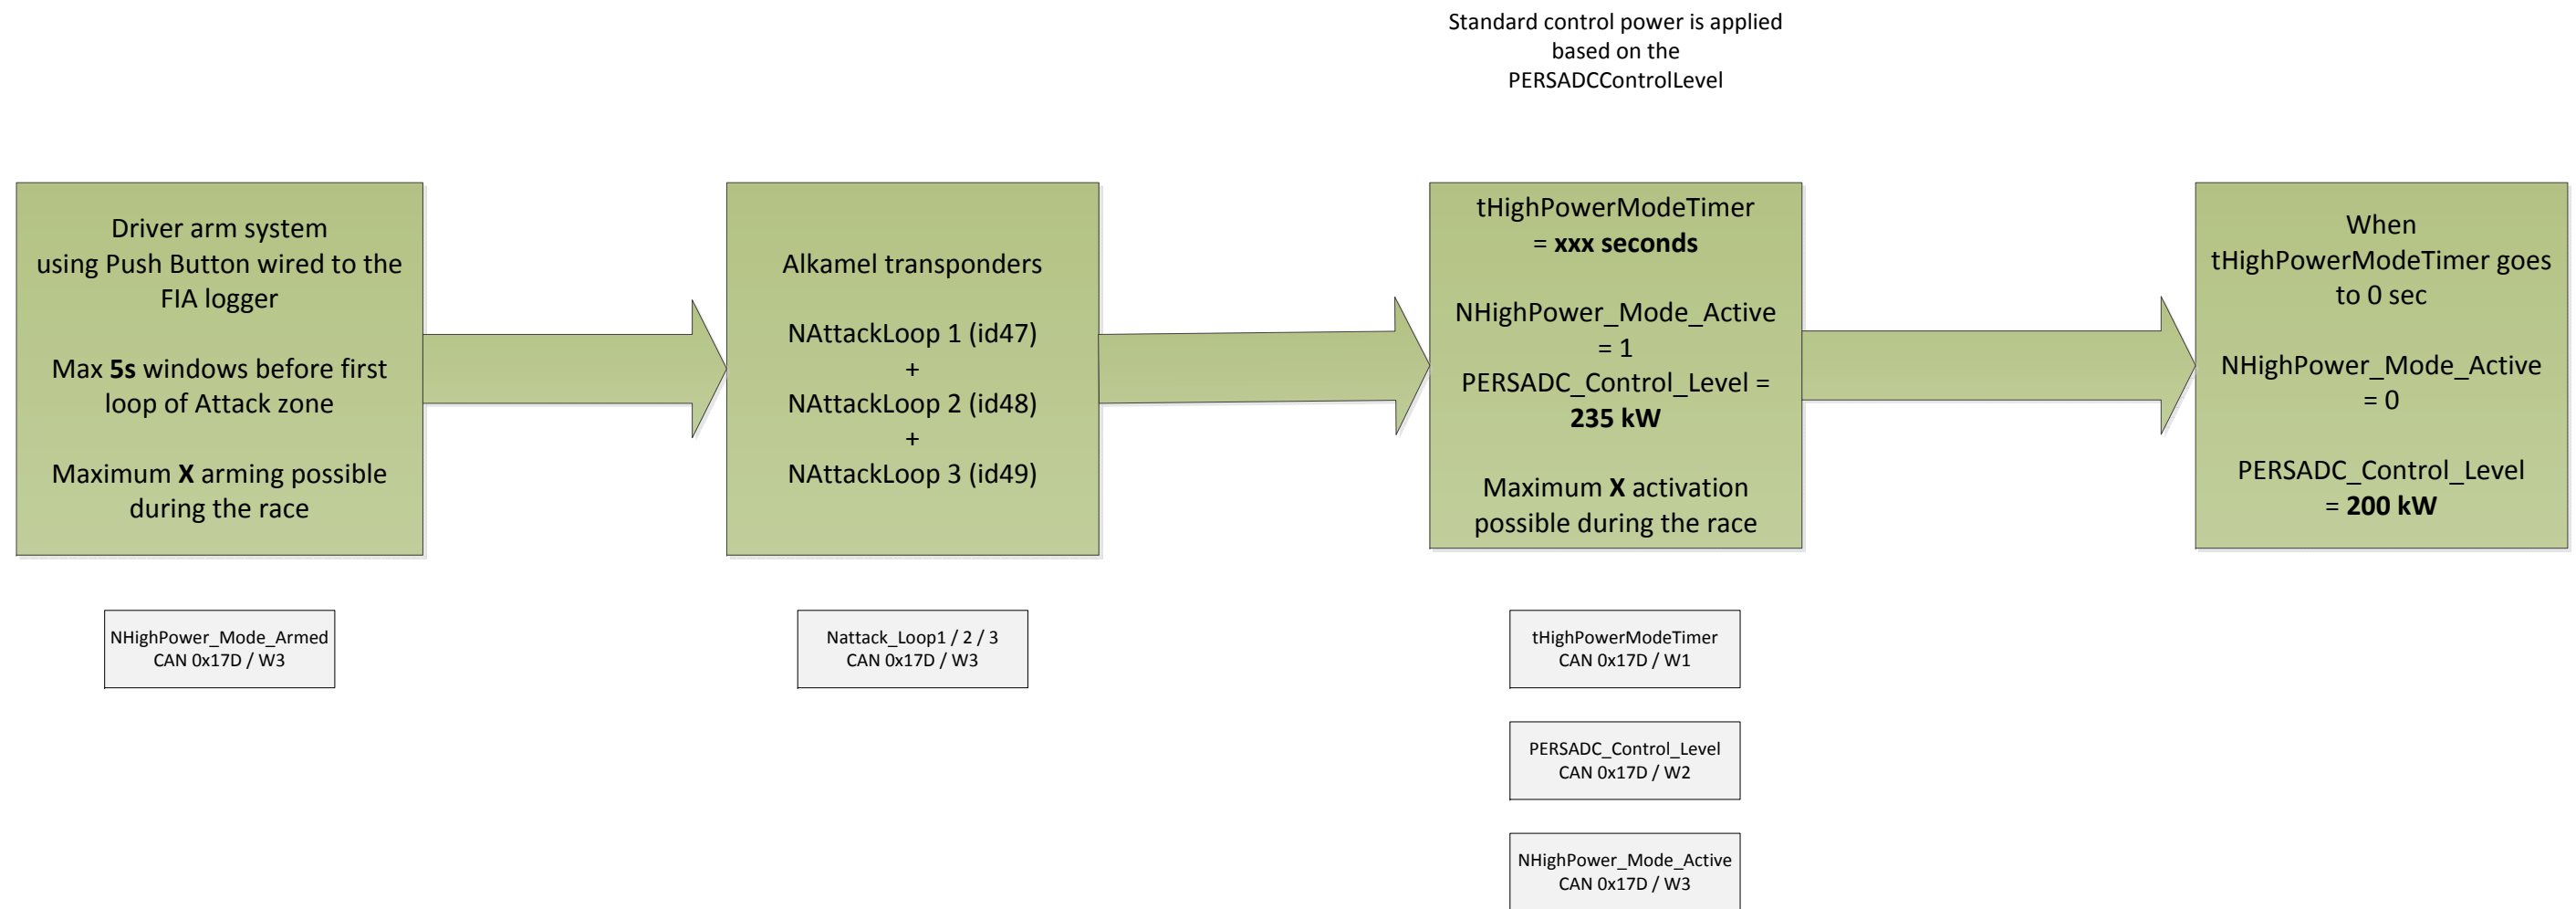 Standard control power is applied
based on the
PERSADCControlLevel
Driver arm system
using Push Button wired to the
FIA logger
Max 5s windows before first
loop of Attack zone
Maximum X arming possible
during the race
Alkamel transponders
NAttackLoop 1 (id47)
+
NAttackLoop 2 (id48)
+
NAttackLoop 3 (id49)
tHighPowerModeTimer
= xxx seconds
NHighPower_Mode_Active
= 1
PERSADC_Control_Level =
235 kW
Maximum X activation
possible during the race
When
tHighPowerModeTimer goes
to 0 sec
NHighPower_Mode_Active
= 0
PERSADC_Control_Level
= 200 kW
NHighPower_Mode_Armed
CAN 0x17D / W3
Nattack_Loop1 / 2 / 3
CAN 0x17D / W3
tHighPowerModeTimer
CAN 0x17D / W1
PERSADC_Control_Level
CAN 0x17D / W2
NHighPower_Mode_Active
CAN 0x17D / W3